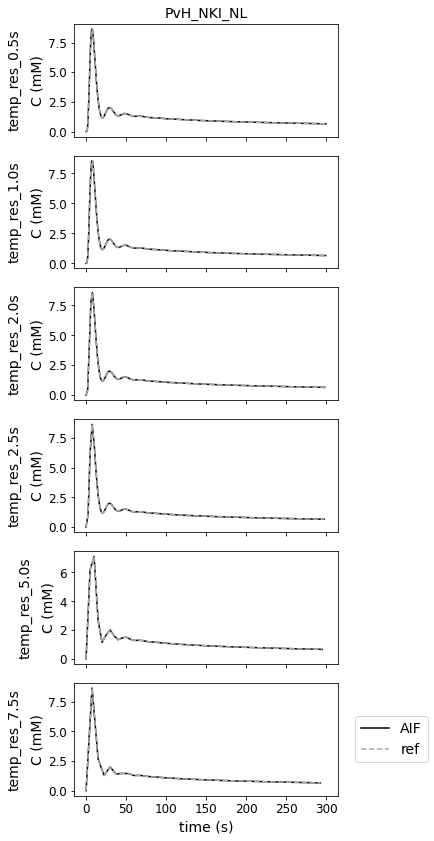 PvH_NKI_NL
temp_res_0.5s
C (mM)
7.5
5.0
2.5
0.0
temp_res_1.0s
C (mM)
7.5
5.0
2.5
0.0
temp_res_2.0s
C (mM)
7.5
5.0
2.5
0.0
temp_res_2.5s
C (mM)
7.5
5.0
2.5
0.0
temp_res_5.0s
C (mM)
6
4
2
0
temp_res_7.5s
C (mM)
7.5
5.0
2.5
0.0
0 50 100 150 200 250 300
time (s)
AIF
ref